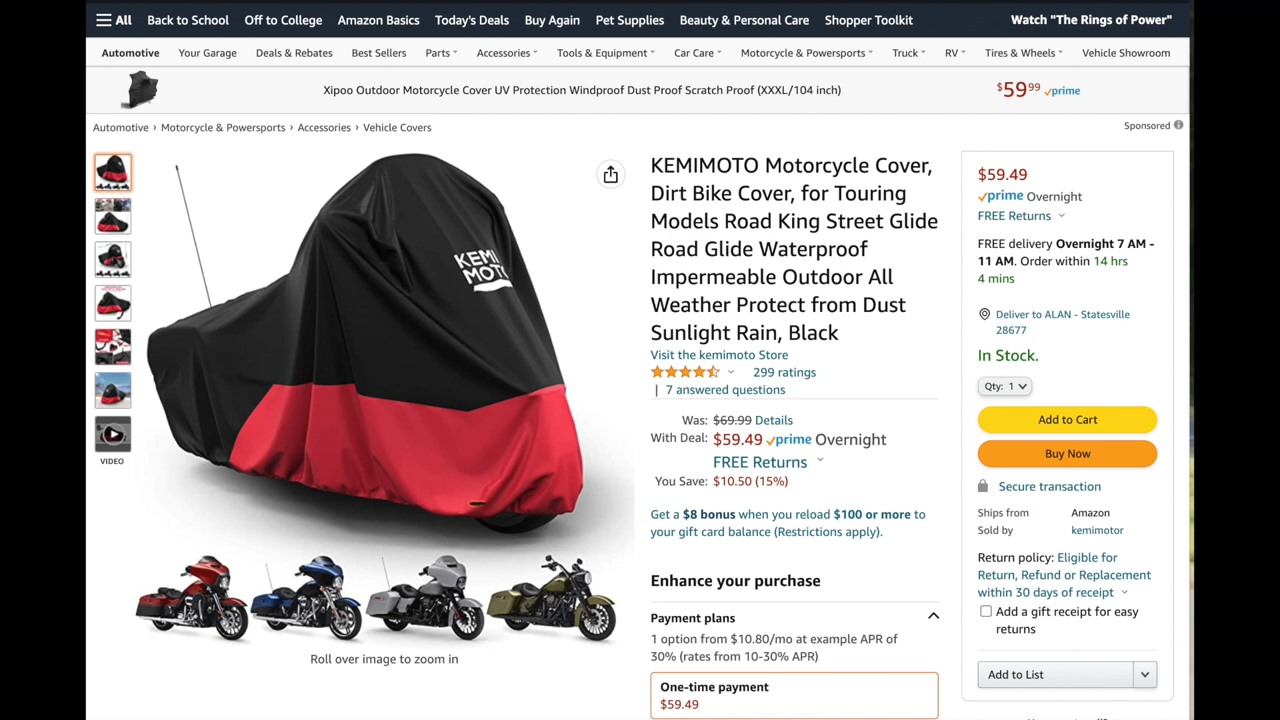 All Back to School Off to College Amazon Basics Today's Deals Buy Again Pet Supplies Beauty & Personal Care Shopper Toolkit Watch "The Rings of Power"
Automotive Your Garage Deals & Rebates Best Sellers Parts Accessories Tools & Equipment Car Care Motorcycle & Powersports Truck RV Tires & Wheels Vehicle Showroom
Xipoo Outdoor Motorcycle Cover UV Protection Windproof Dust Proof Scratch Proof (XXXL/104 inch) $59 99 prime
Automotive › Motorcycle & Powersports › Accessories › Vehicle Covers
Sponsored
KEMI
MOTO
VIDEO
Roll over image to zoom in
KEMIMOTO Motorcycle Cover,
Dirt Bike Cover, for Touring
Models Road King Street Glide
Road Glide Waterproof
Impermeable Outdoor All
Weather Protect from Dust
Sunlight Rain, Black
Visit the kemimoto Store
299 ratings
| 7 answered questions
Was: $69.99 Details
With Deal: $59.49 prime Overnight
FREE Returns
You Save: $10.50 (15%)
Get a $8 bonus when you reload $100 or more to
your gift card balance (Restrictions apply).
Enhance your purchase
Payment plans
1 option from $10.80/mo at example APR of
30% (rates from 10-30% APR)
One-time payment
$59.49
$59.49
prime Overnight
FREE Returns
FREE delivery Overnight 7 AM -
11 AM. Order within 14 hrs
4 mins
Deliver to ALAN - Statesville
28677
In Stock.
Qty: 1
Add to Cart
Buy Now
Secure transaction
Ships from Amazon
Sold by kemimotor
Return policy: Eligible for
Return, Refund or Replacement
within 30 days of receipt
Add a gift receipt for easy
returns
Add to List